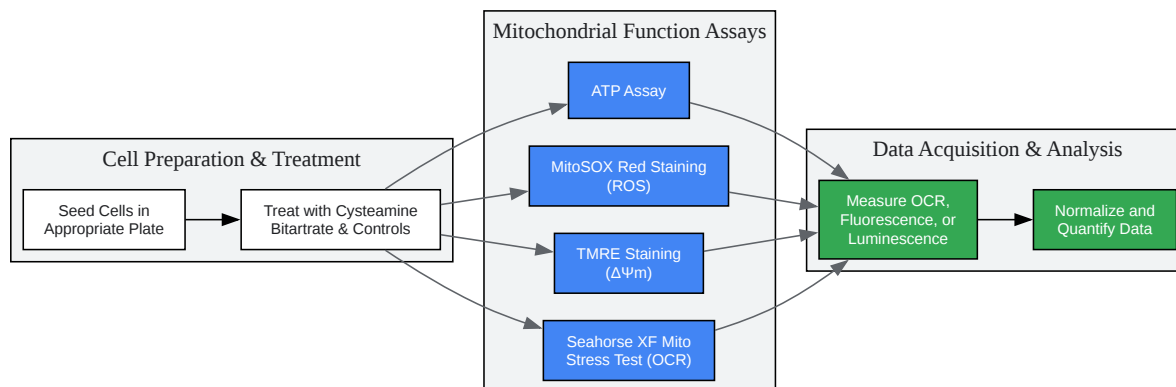 Cell Preparation & Treatment
Seed Cells in
Appropriate Plate
Treat with Cysteamine
Bitartrate & Controls
Mitochondrial Function Assays
ATP Assay
MitoSOX Red Staining
(ROS)
TMRE Staining
(ΔΨm)
Seahorse XF Mito
Stress Test (OCR)
Data Acquisition & Analysis
Measure OCR,
Fluorescence, or
Luminescence
Normalize and
Quantify Data